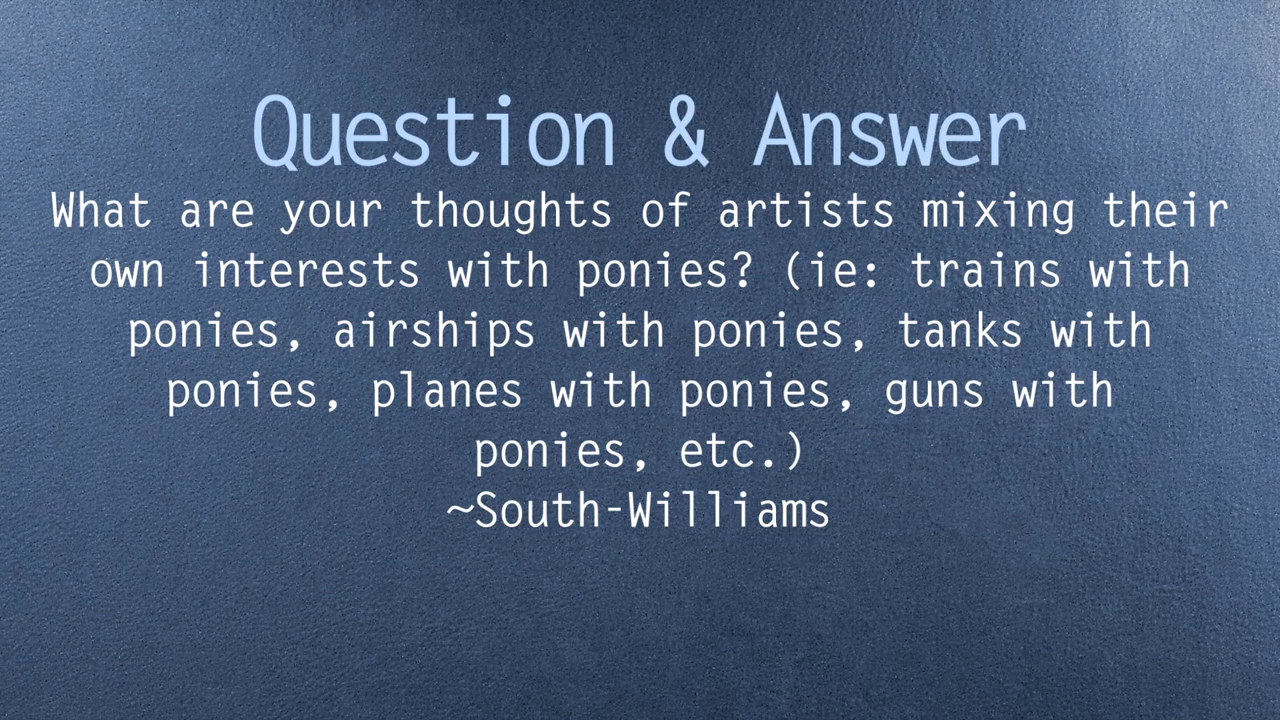 Question & Answer
What are your thoughts of artists mixing their
own interests with ponies? (ie: trains with
ponies, airships with ponies, tanks with
ponies, planes with ponies, guns with
ponies, etc.)
~South-Williams